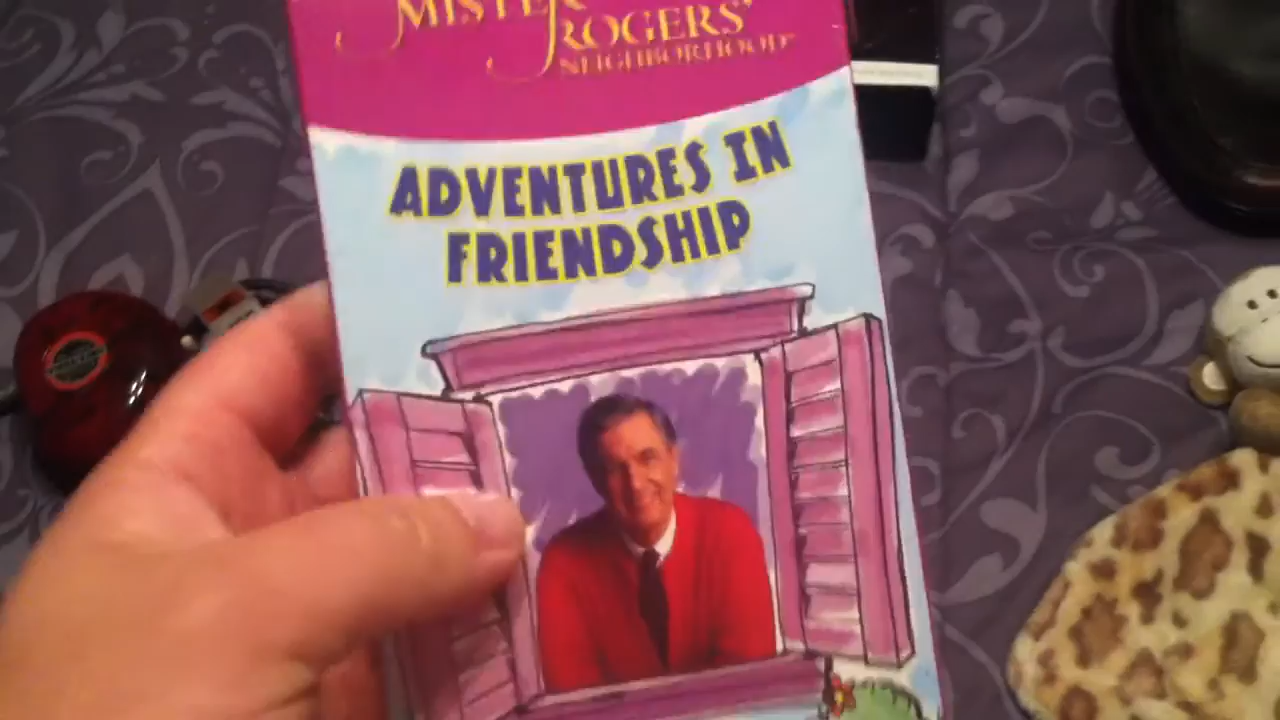 MISTER
ROGERS'
NEIGHBORHOOD
ADVENTURES IN
FRIENDSHIP